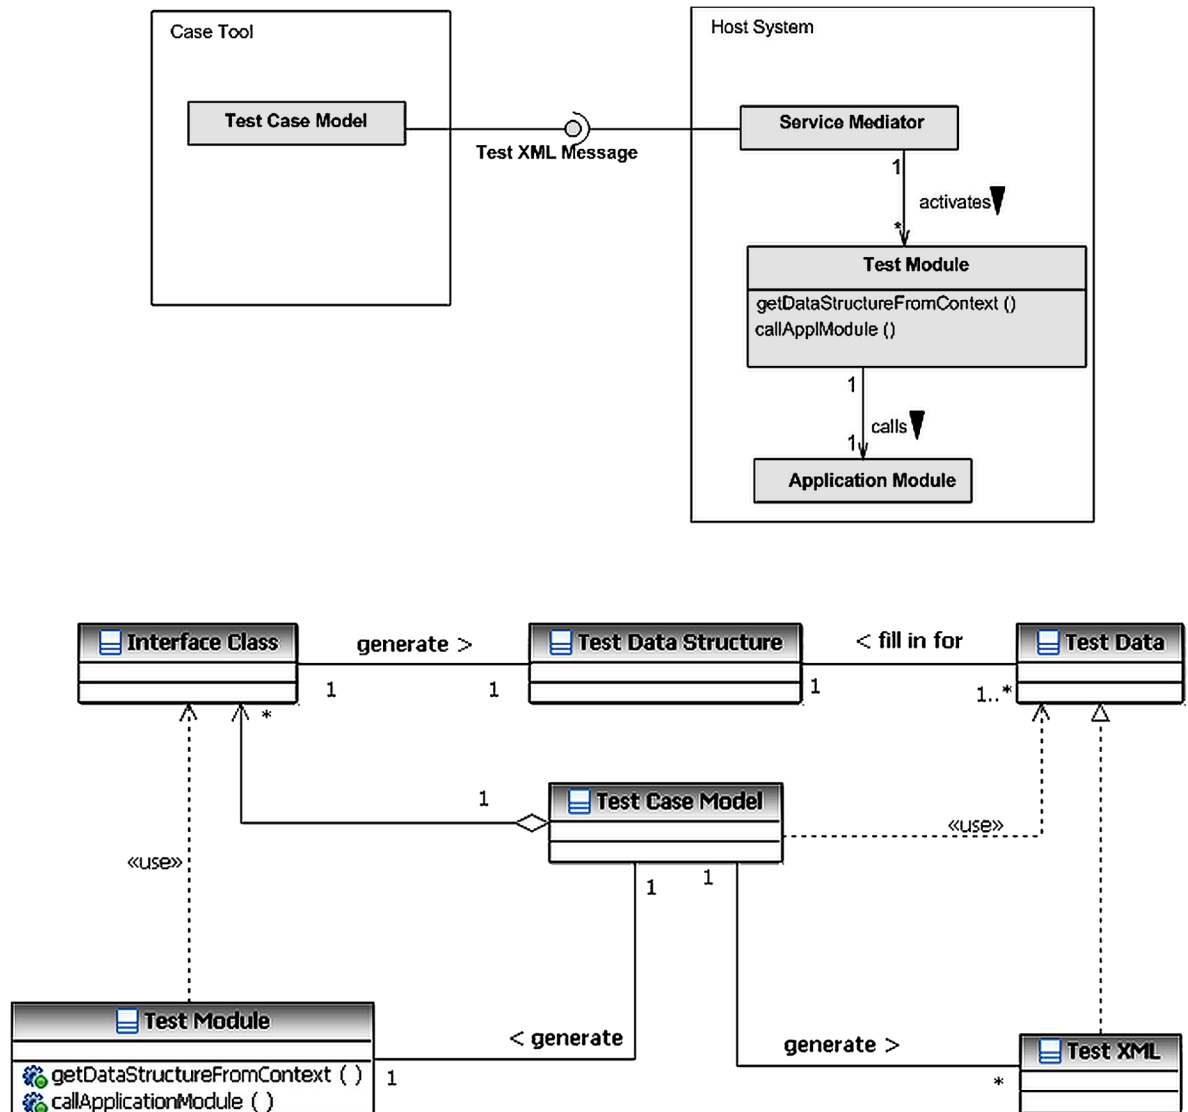 Case Tool
Host System
Test Case Model
Service Mediator
Test XML Message
1
activates
*
Test Module
getDataStructureFromContext ()
callApplModule ()
1
calls
1
Application Module
Interface Class
generate >
Test Data Structure
< fill in for
Test Data
1
1
1
1..*
*
1
Test Case Model
«use»
«use»
1
1
Test Module
< generate
generate >
Test XML
getDataStructureFromContext ( )
1
*
callApplicationModule ( )